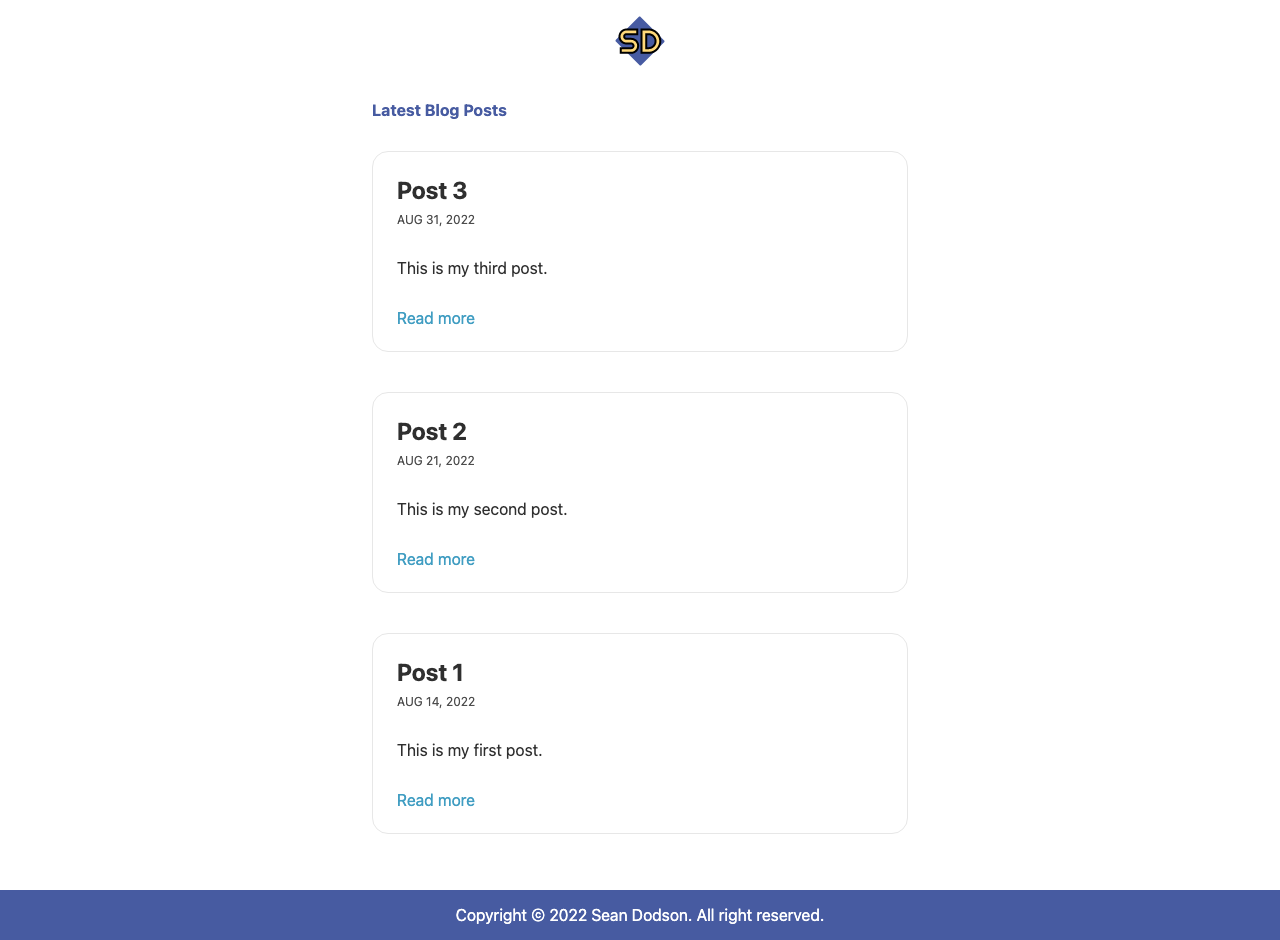 SD
Latest Blog Posts
Post 3
AUG 31, 2022
This is my third post.
Read more
Post 2
AUG 21, 2022
This is my second post.
Read more
Post 1
AUG 14, 2022
This is my first post.
Read more
Copyright © 2022 Sean Dodson. All right reserved.